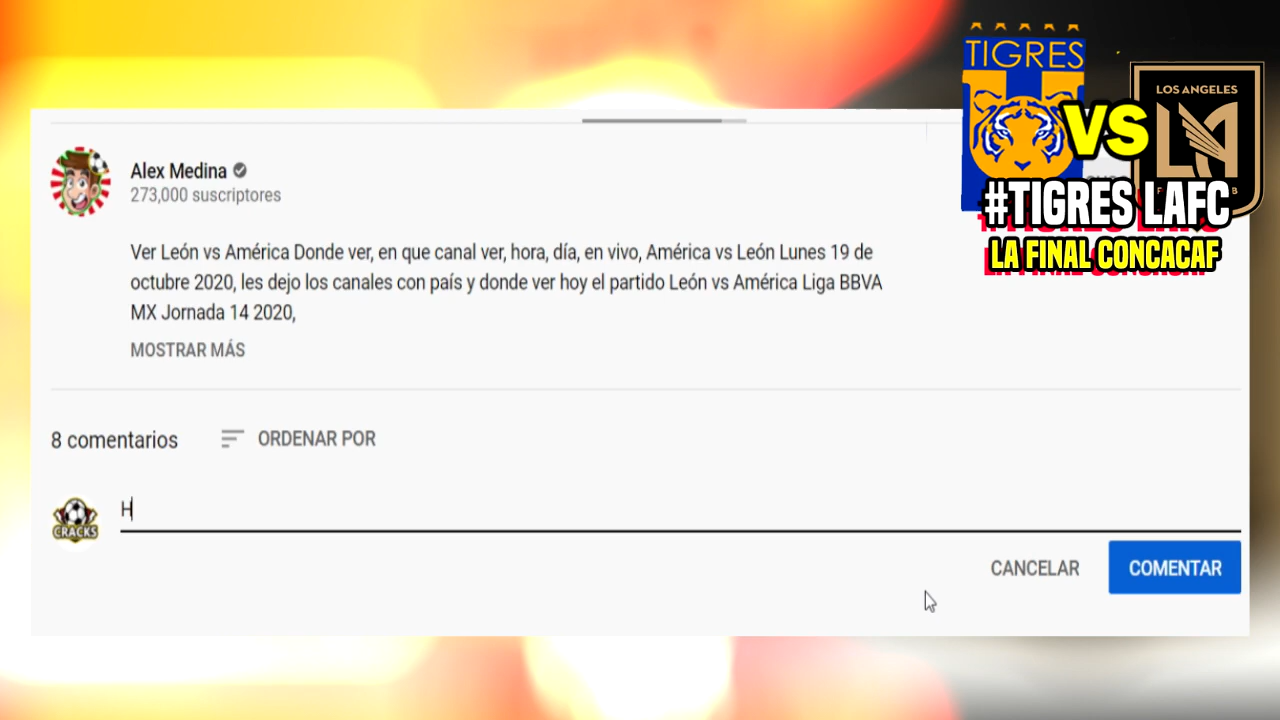 TIGRES
VS
LOS ANGELES
#TIGRES LAFC
LA FINAL CONCACAF
Alex Medina
273,000 suscriptores
Ver León vs América Donde ver, en que canal ver, hora, día, en vivo, América vs León Lunes 19 de
octubre 2020, les dejo los canales con país y donde ver hoy el partido León vs América Liga BBVA
MX Jornada 14 2020,
MOSTRAR MÁS
8 comentarios
ORDENAR POR
CRACKS
H
CANCELAR
COMENTAR